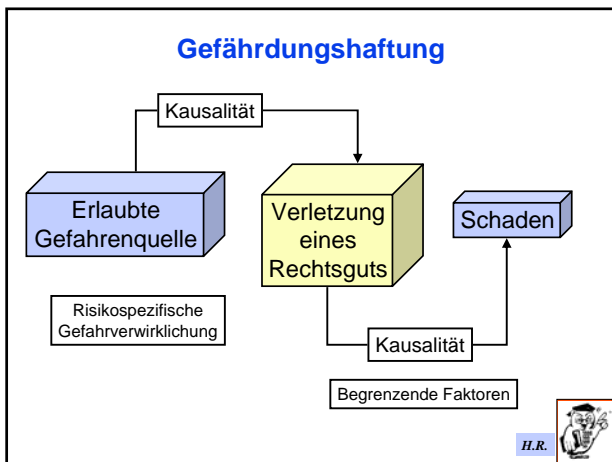 Gefährdungshaftung
Kausalität
Erlaubte
Gefahrenquelle
Verletzung
eines
Rechtsguts
Schaden
Risikospezifische
Gefahrverwirklichung
Kausalität
Begrenzende Faktoren
H.R.